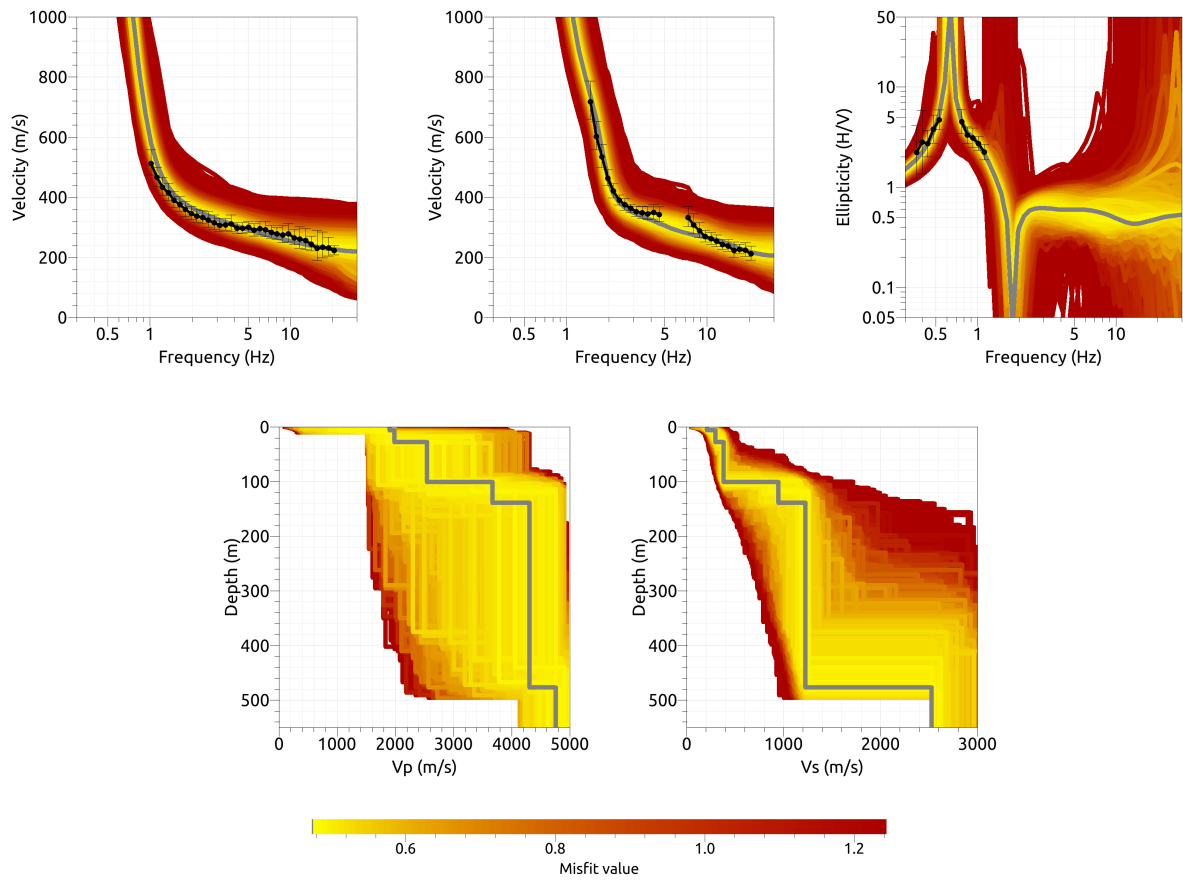 1000
800
600
400
200
0
Velocity (m/s)
0.5 1 5 10
Frequency (Hz)
1000
800
600
400
200
0
Velocity (m/s)
0.5 1 5 10
Frequency (Hz)
50
10
5
1
0.5
0.1
0.05
Ellipticity (H/V)
0.5 1 5 10
Frequency (Hz)
0
100
200
300
400
500
Depth (m)
0 1000 2000 3000 4000 5000
Vp (m/s)
0
100
200
300
400
500
Depth (m)
0 1000 2000 3000
Vs (m/s)
0.6 0.8 1.0 1.2
Misfit value